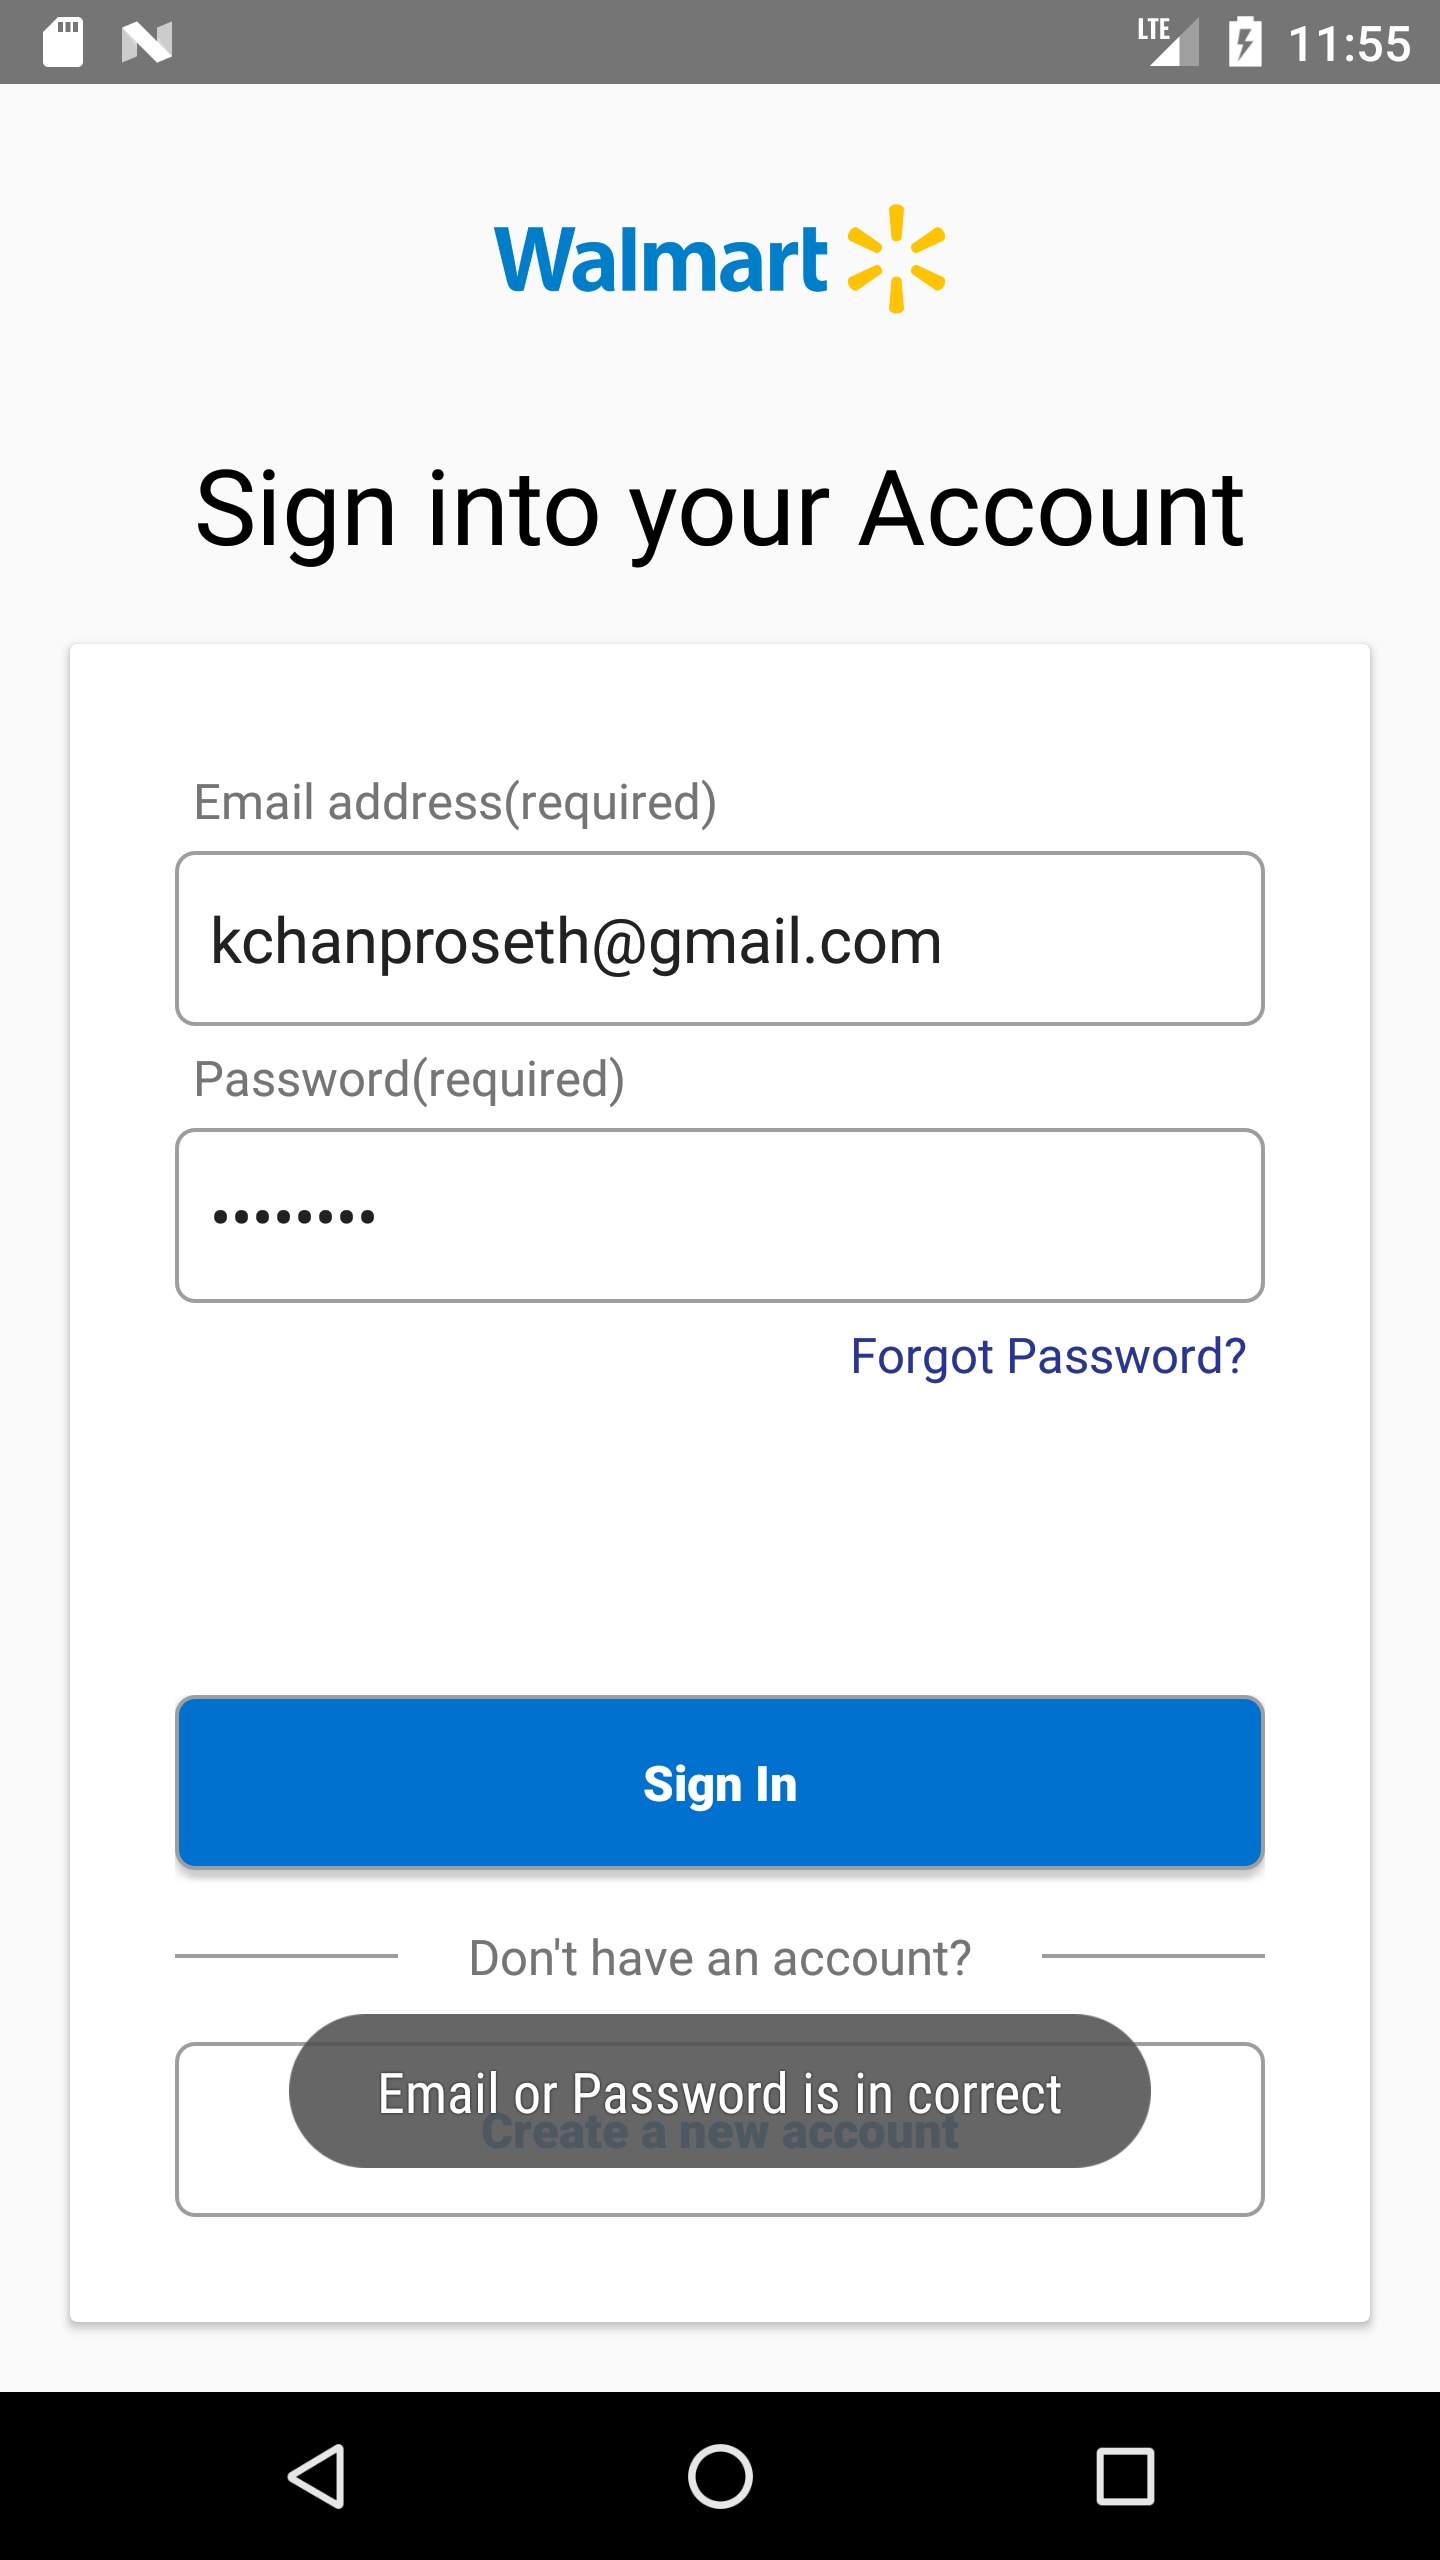 LTE 11:55
Walmart
Sign into your Account
Email address(required)
kchanproseth@gmail.com
Password(required)
••••••••
Forgot Password?
Sign In
Don't have an account?
Email or Password is in correct
Create a new account